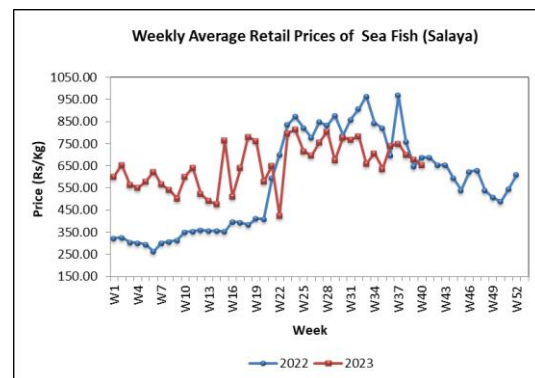 Weekly Average Retail Prices of Sea Fish (Salaya)
Price (Rs/Kg)
1050.00
950.00
850.00
750.00
650.00
550.00
450.00
350.00
250.00
150.00
W1
W4
W7
W10
W13
W16
W19
W22
W25
W28
W31
W34
W37
W40
W43
W46
W49
W52
Week
2022
2023